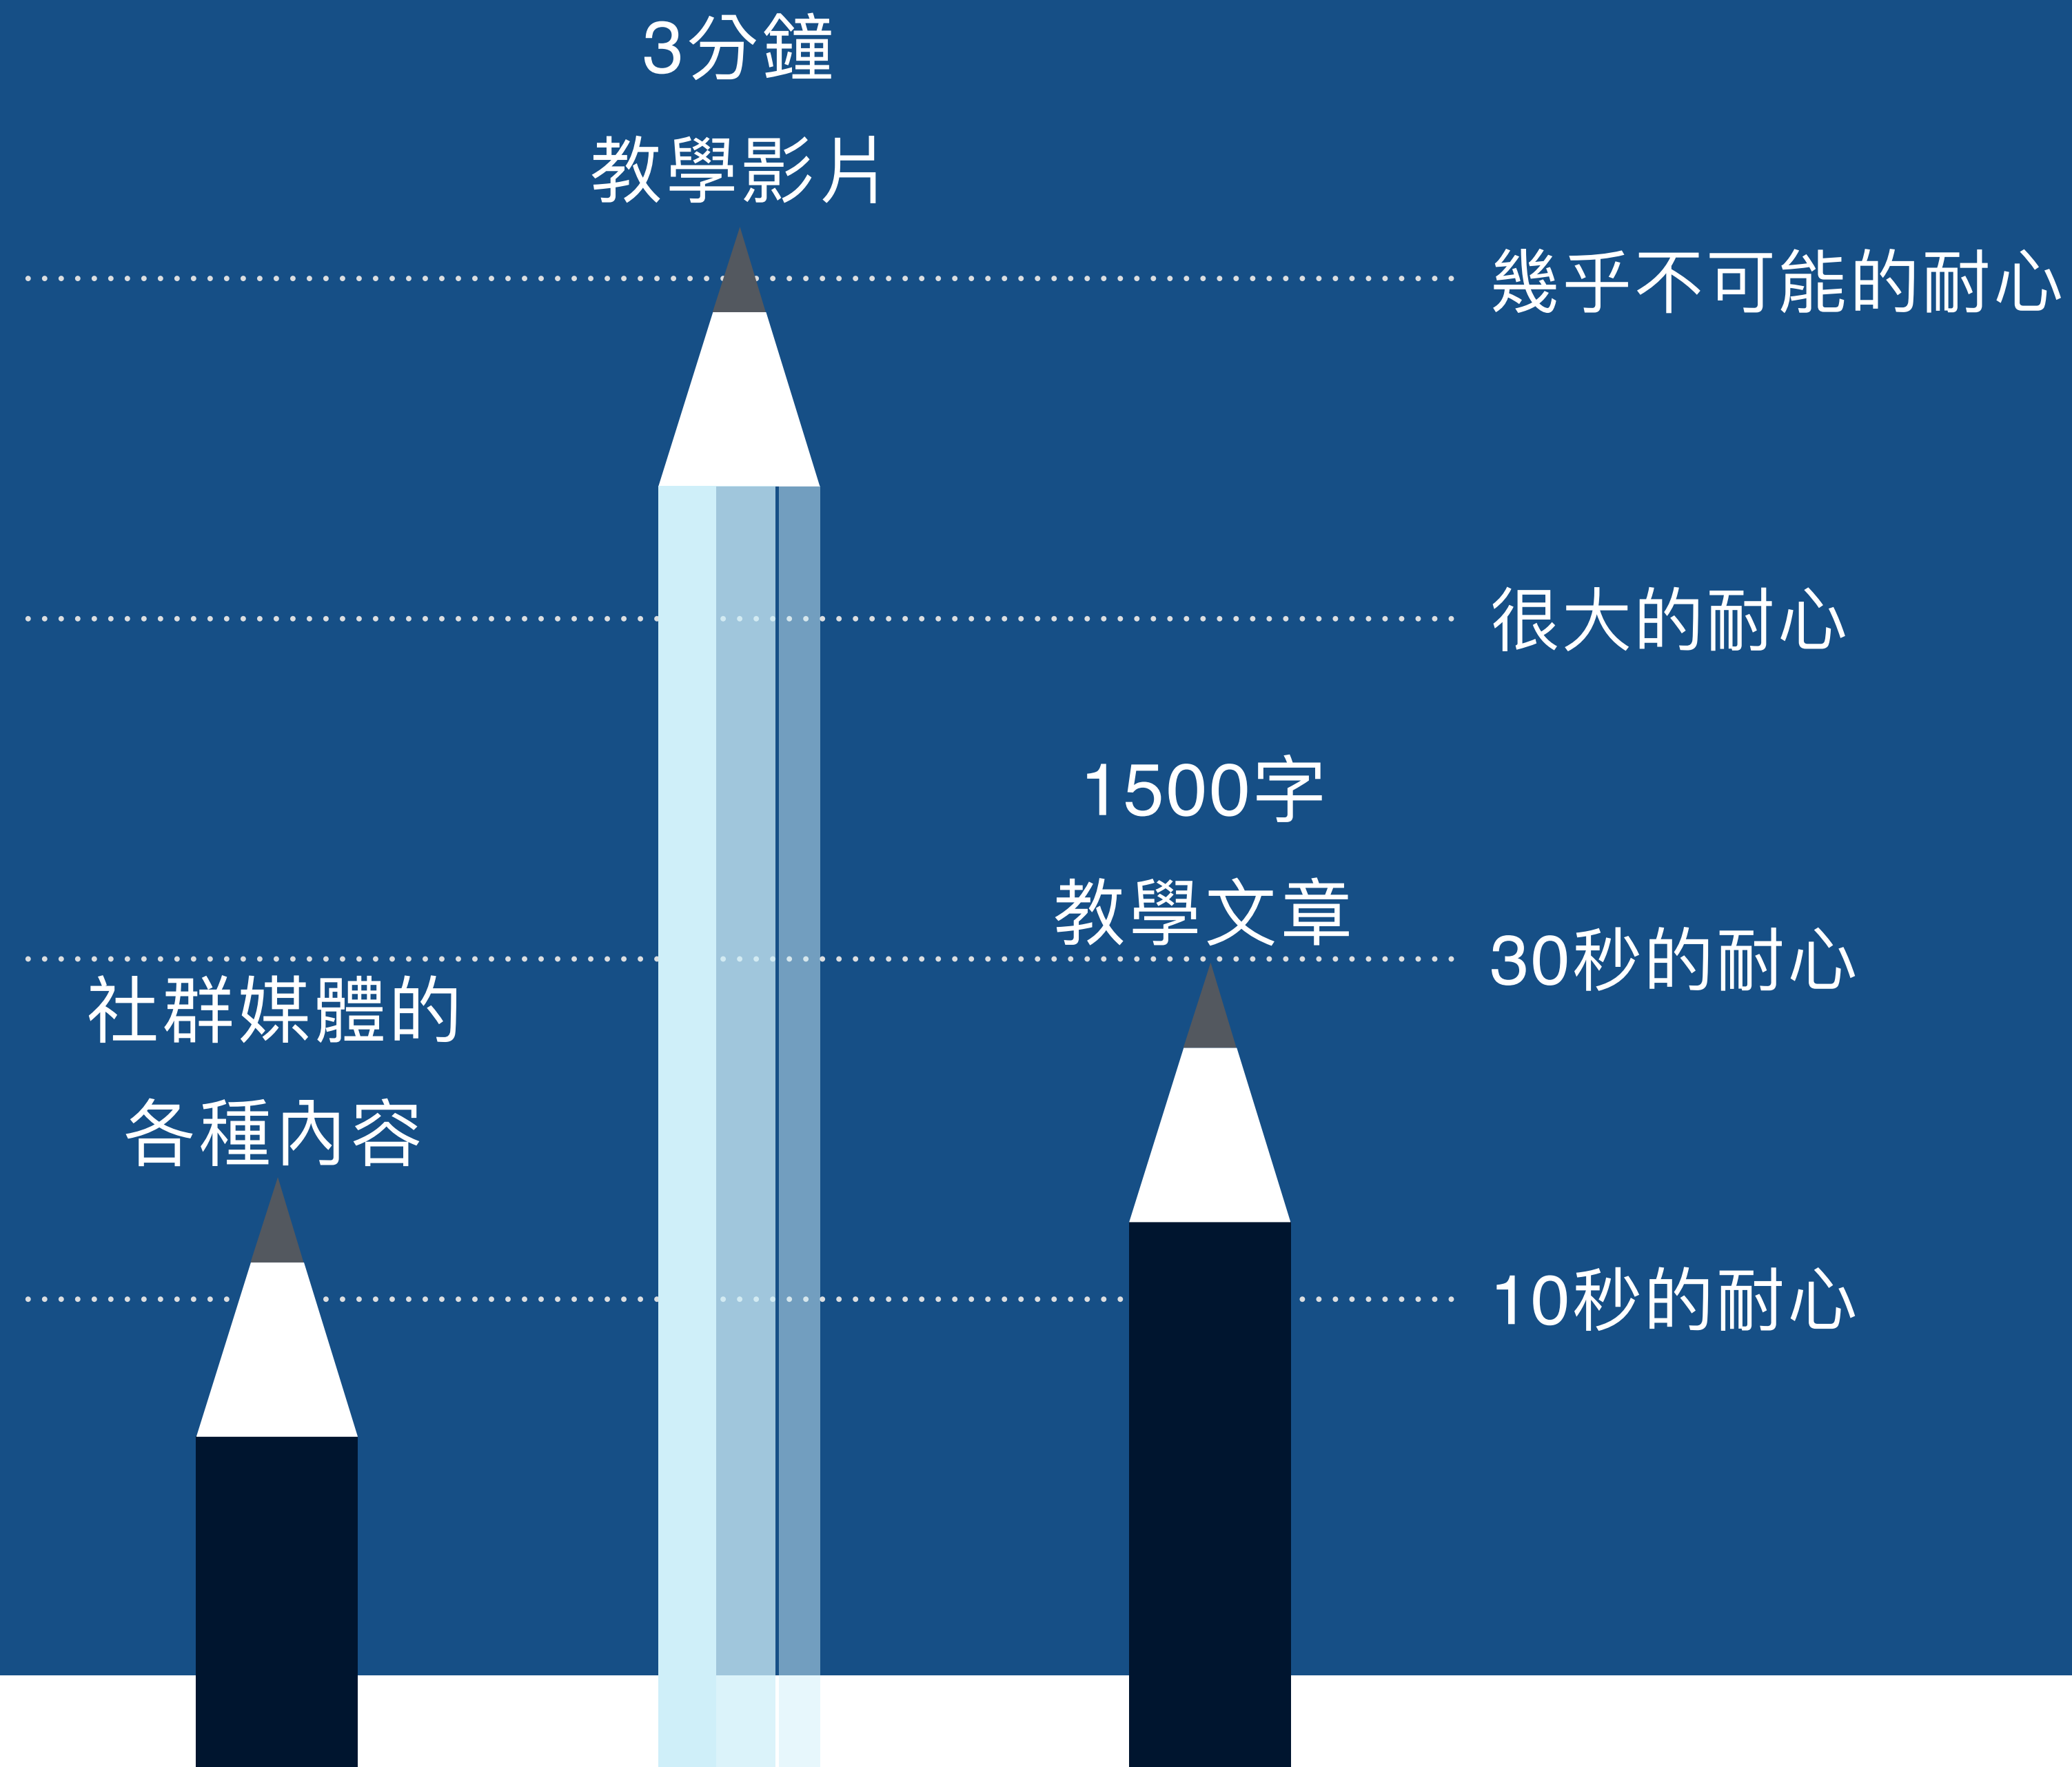 3分鐘
教學影片
幾乎不可能的耐心
很大的耐心
1500字
教學文章
30秒的耐心
社群媒體的
各種內容
10秒的耐心